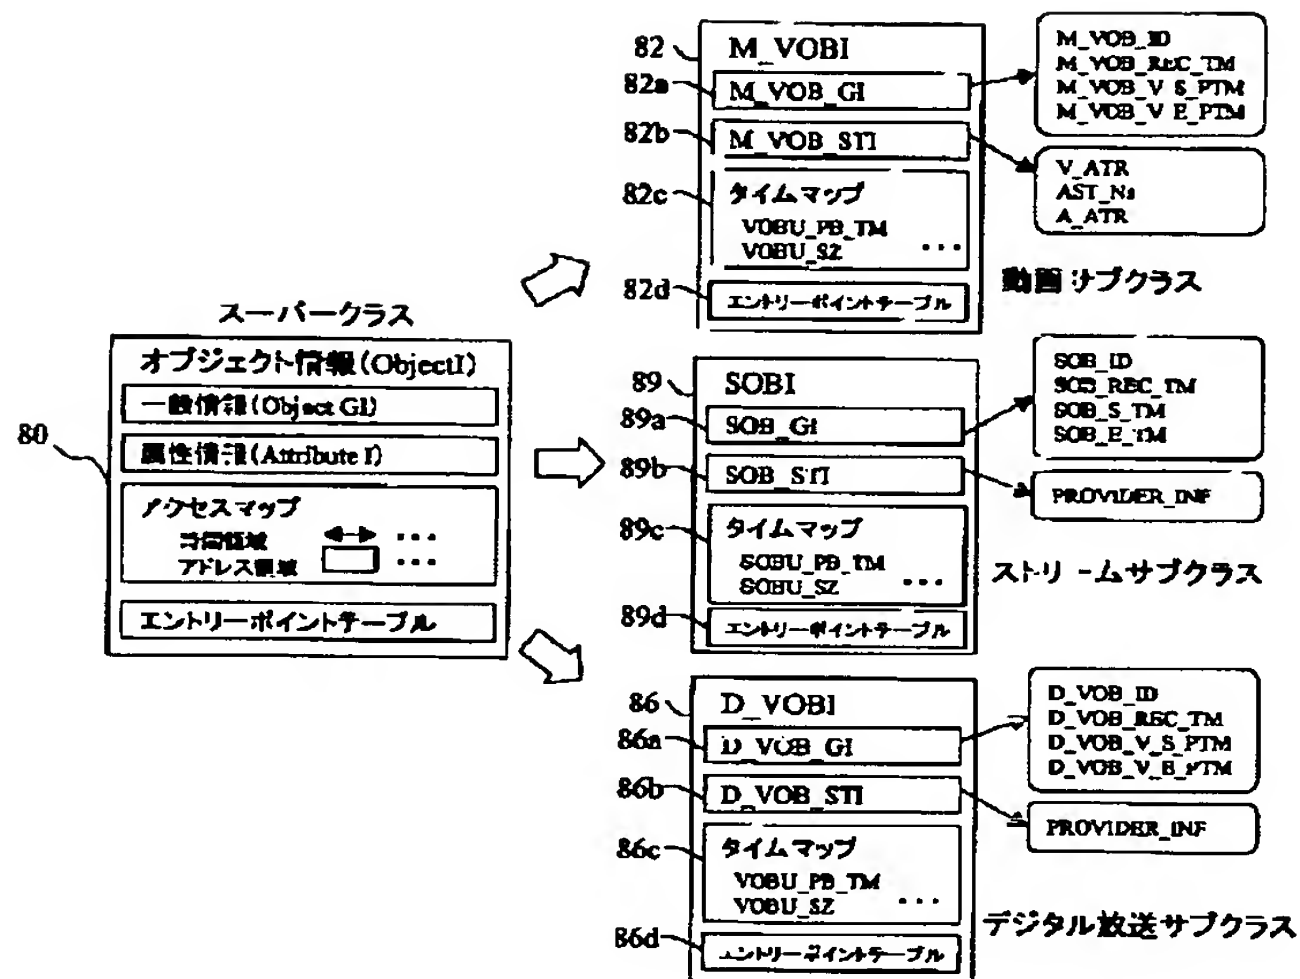 スーパークラス
80
オブジェクト情報(ObjectI)
一般情報(Object GI)
属性情報(Attribute I)
アクセスマップ
時間領域 ...
アドレス領域 ...
エントリーポイントテーブル
82
M_VOBI
82a
M_VOB_GI
82b
M_VOB_STI
82c
タイムマップ
VOBU_PB_TM
VOBU_SZ ...
82d
エントリーポイントテーブル
M_VOB_ID
M_VOB_REC_TM
M_VOB_V_S_PTM
M_VOB_V_E_PTM
V_ATR
AST_Ns
A_ATR
動画サブクラス
89
SOBI
89a
SOB_GI
89b
SOB_STI
89c
タイムマップ
SOBU_PB_TM
SOBU_SZ ...
89d
エントリーポイントテーブル
SOB_ID
SOB_REC_TM
SOB_S_TM
SOB_E_TM
PROVIDER_INF
ストリームサブクラス
86
D_VOBI
86a
D_VOB_GI
86b
D_VOB_STI
86c
タイムマップ
VOBU_PB_TM
VOBU_SZ ...
86d
エントリーポイントテーブル
D_VOB_ID
D_VOB_REC_TM
D_VOB_V_S_PTM
D_VOB_V_E_PTM
PROVIDER_INF
デジタル放送サブクラス